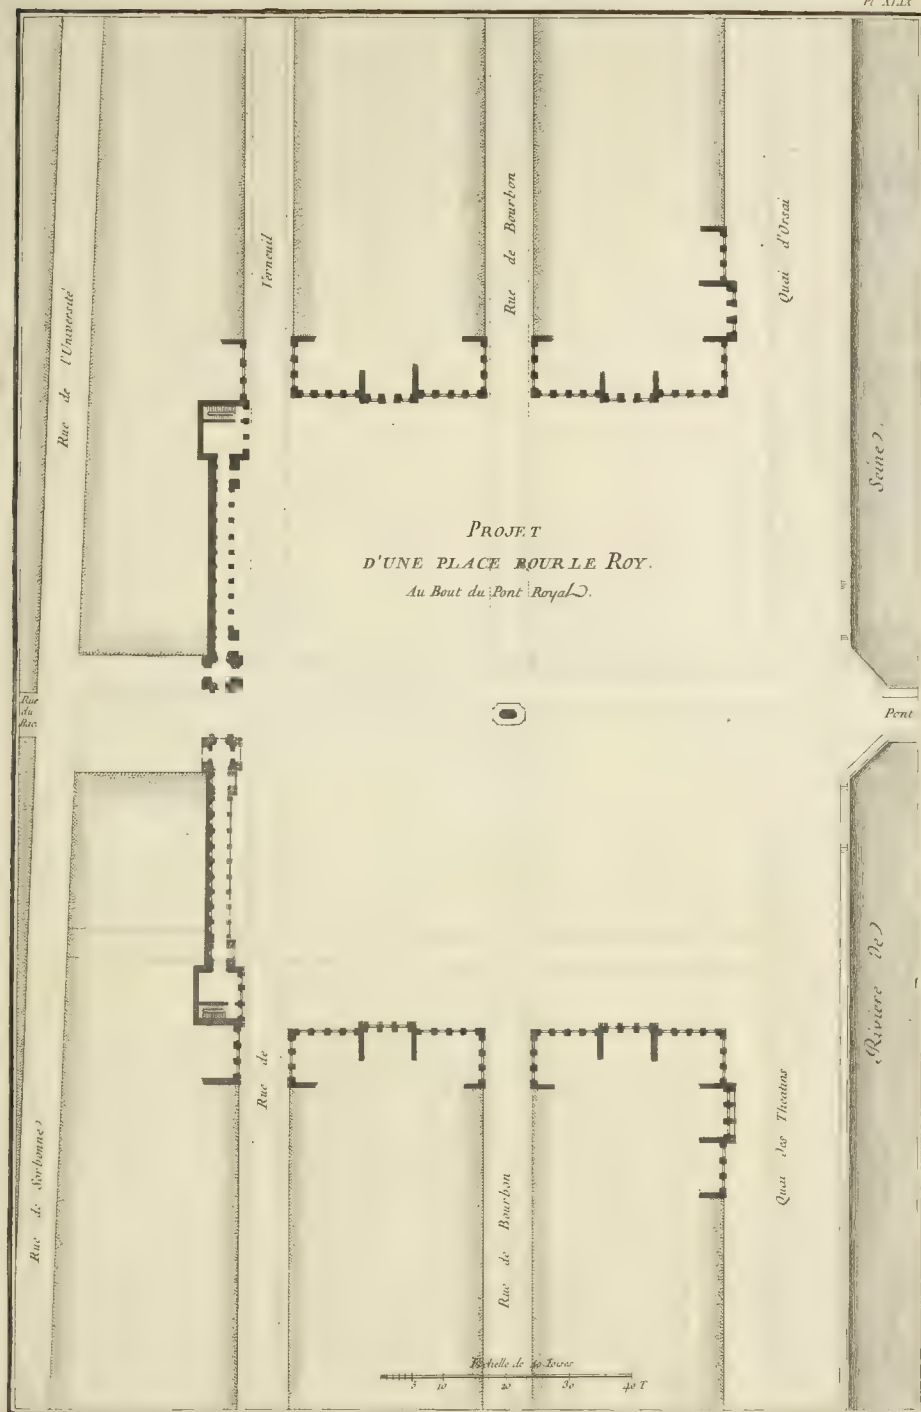 Pl XLIX
Rue de l'Université
Verneuil
Rue de Bourbon
Quai d'Orsai
Seine
PROJET
D'UNE PLACE POUR LE ROY.
Au Bout du Pont Royal.
Rue
du
Bac.
Pont
Rue de Sorbonne
Rue de
Rue de Bourbon
Quai des Theatins
Riviere De
Echelle de 40 Toises
5 10 20 30 40 T